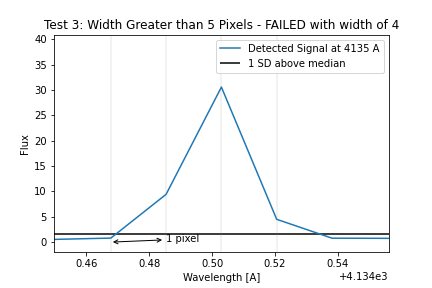 Test 3: Width Greater than 5 Pixels - FAILED with width of 4
40
35
30
25
20
15
10
5
0
Flux
Detected Signal at 4135 A
1 SD above median
1 pixel
0.46 0.48 0.50 0.52 0.54
Wavelength [A]
+4.134e3